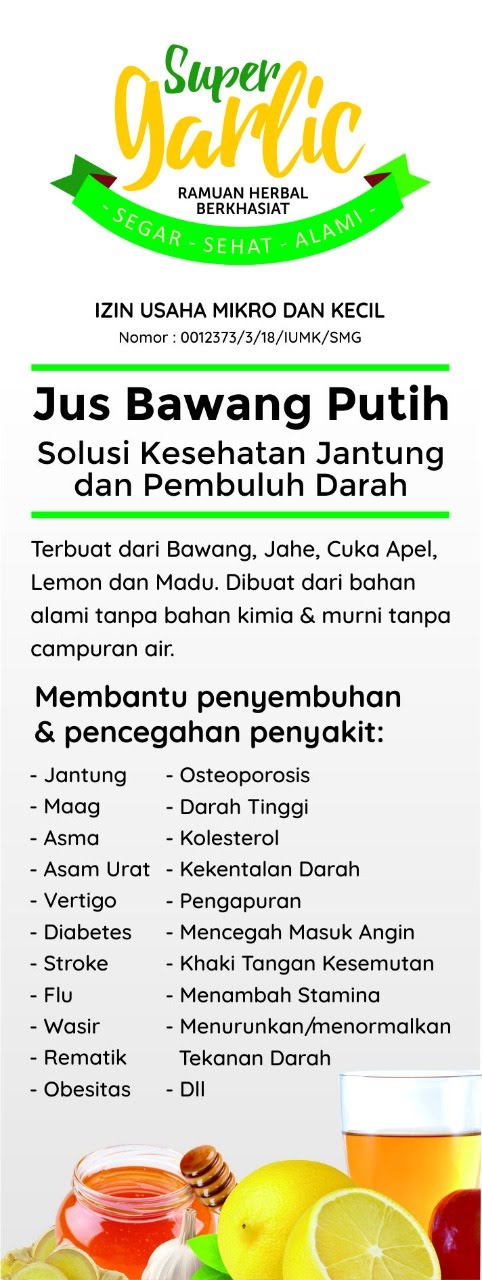 Super
garlic
RAMUAN HERBAL
BERKHASIAT
- SEGAR - SEHAT - ALAMI -
IZIN USAHA MIKRO DAN KECIL
Nomor : 0012373/3/18/IUMK/SMG
Jus Bawang Putih
Solusi Kesehatan Jantung
dan Pembuluh Darah
Terbuat dari Bawang, Jahe, Cuka Apel,
Lemon dan Madu. Dibuat dari bahan
alami tanpa bahan kimia & murni tanpa
campuran air.
Membantu penyembuhan
& pencegahan penyakit:
- Jantung
- Maag
- Asma
- Asam Urat
- Vertigo
- Diabetes
- Stroke
- Flu
- Wasir
- Rematik
- Obesitas
- Osteoporosis
- Darah Tinggi
- Kolesterol
- Kekentalan Darah
- Pengapuran
- Mencegah Masuk Angin
- Khaki Tangan Kesemutan
- Menambah Stamina
- Menurunkan/menormalkan
Tekanan Darah
- Dll